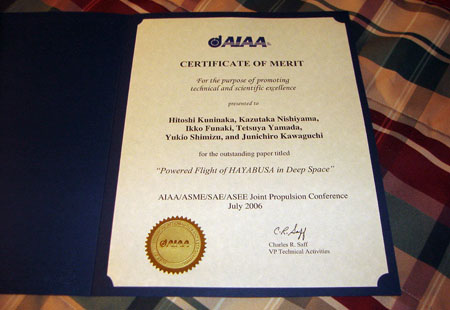 AIAA
CERTIFICATE OF MERIT
For the purpose of promoting
technical and scientific excellence
presented to
Hitoshi Kuninaka, Kazutaka Nishiyama,
Ikko Funaki, Tetsuya Yamada,
Yukio Shimizu, and Junichiro Kawaguchi
for the outstanding paper titled
"Powered Flight of HAYABUSA in Deep Space"
AIAA/ASME/SAE/ASEE Joint Propulsion Conference
July 2006
C.R. Saff
Charles R. Saff
VP Technical Activities
AIAA